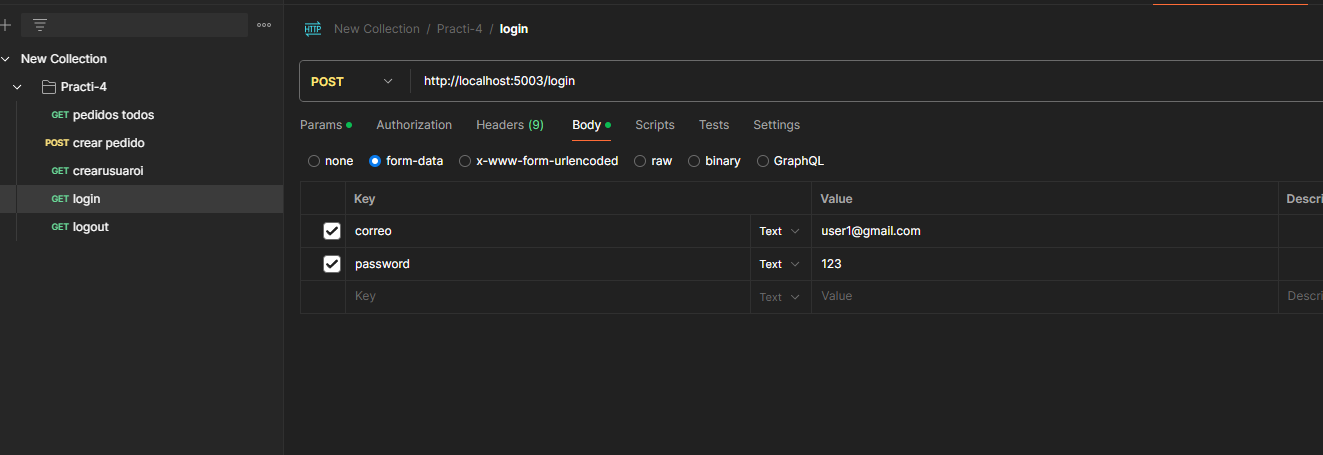 HTTP New Collection / Practi-4 / login
New Collection
Practi-4
GET pedidos todos
POST crear pedido
GET crearusuaroi
GET login
GET logout
POST http://localhost:5003/login
Params Authorization Headers (9) Body Scripts Tests Settings
none form-data x-www-form-urlencoded raw binary GraphQL
Key Value Descri
correo Text user1@gmail.com
password Text 123
Key Text Value Descri